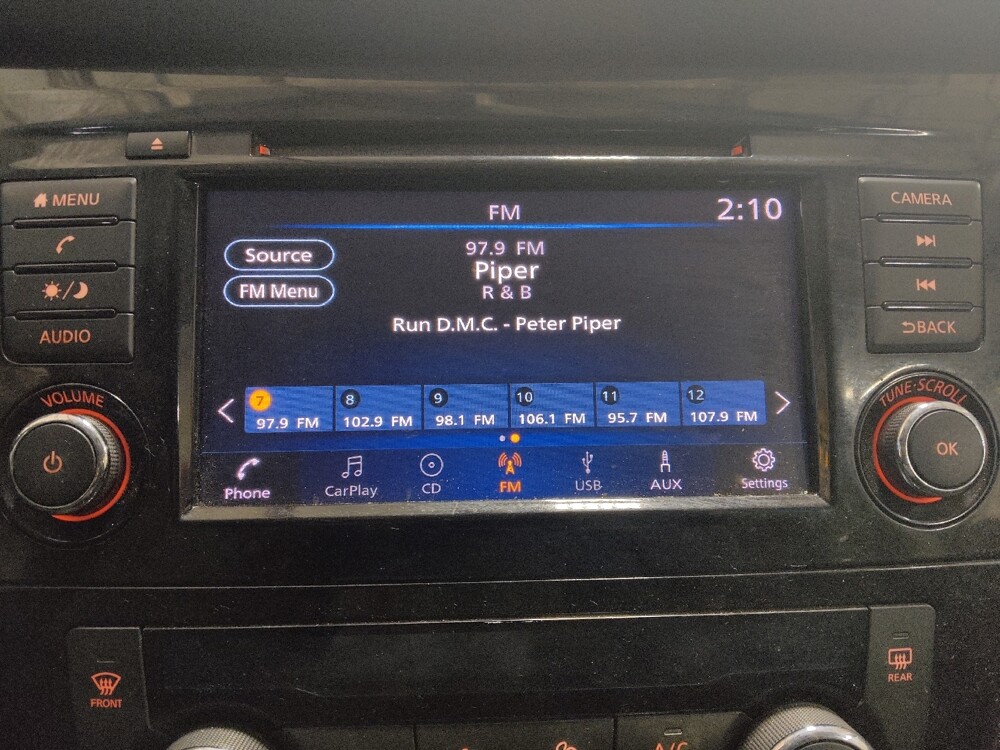 MENU
AUDIO
VOLUME
FM
2:10
Source
FM Menu
97.9 FM
Piper
R & B
Run D.M.C. - Peter Piper
7
97.9 FM
8
102.9 FM
9
98.1 FM
10
106.1 FM
11
95.7 FM
12
107.9 FM
Phone
CarPlay
CD
FM
USB
AUX
Settings
CAMERA
BACK
TUNE·SCROLL
OK
FRONT
REAR
A/C